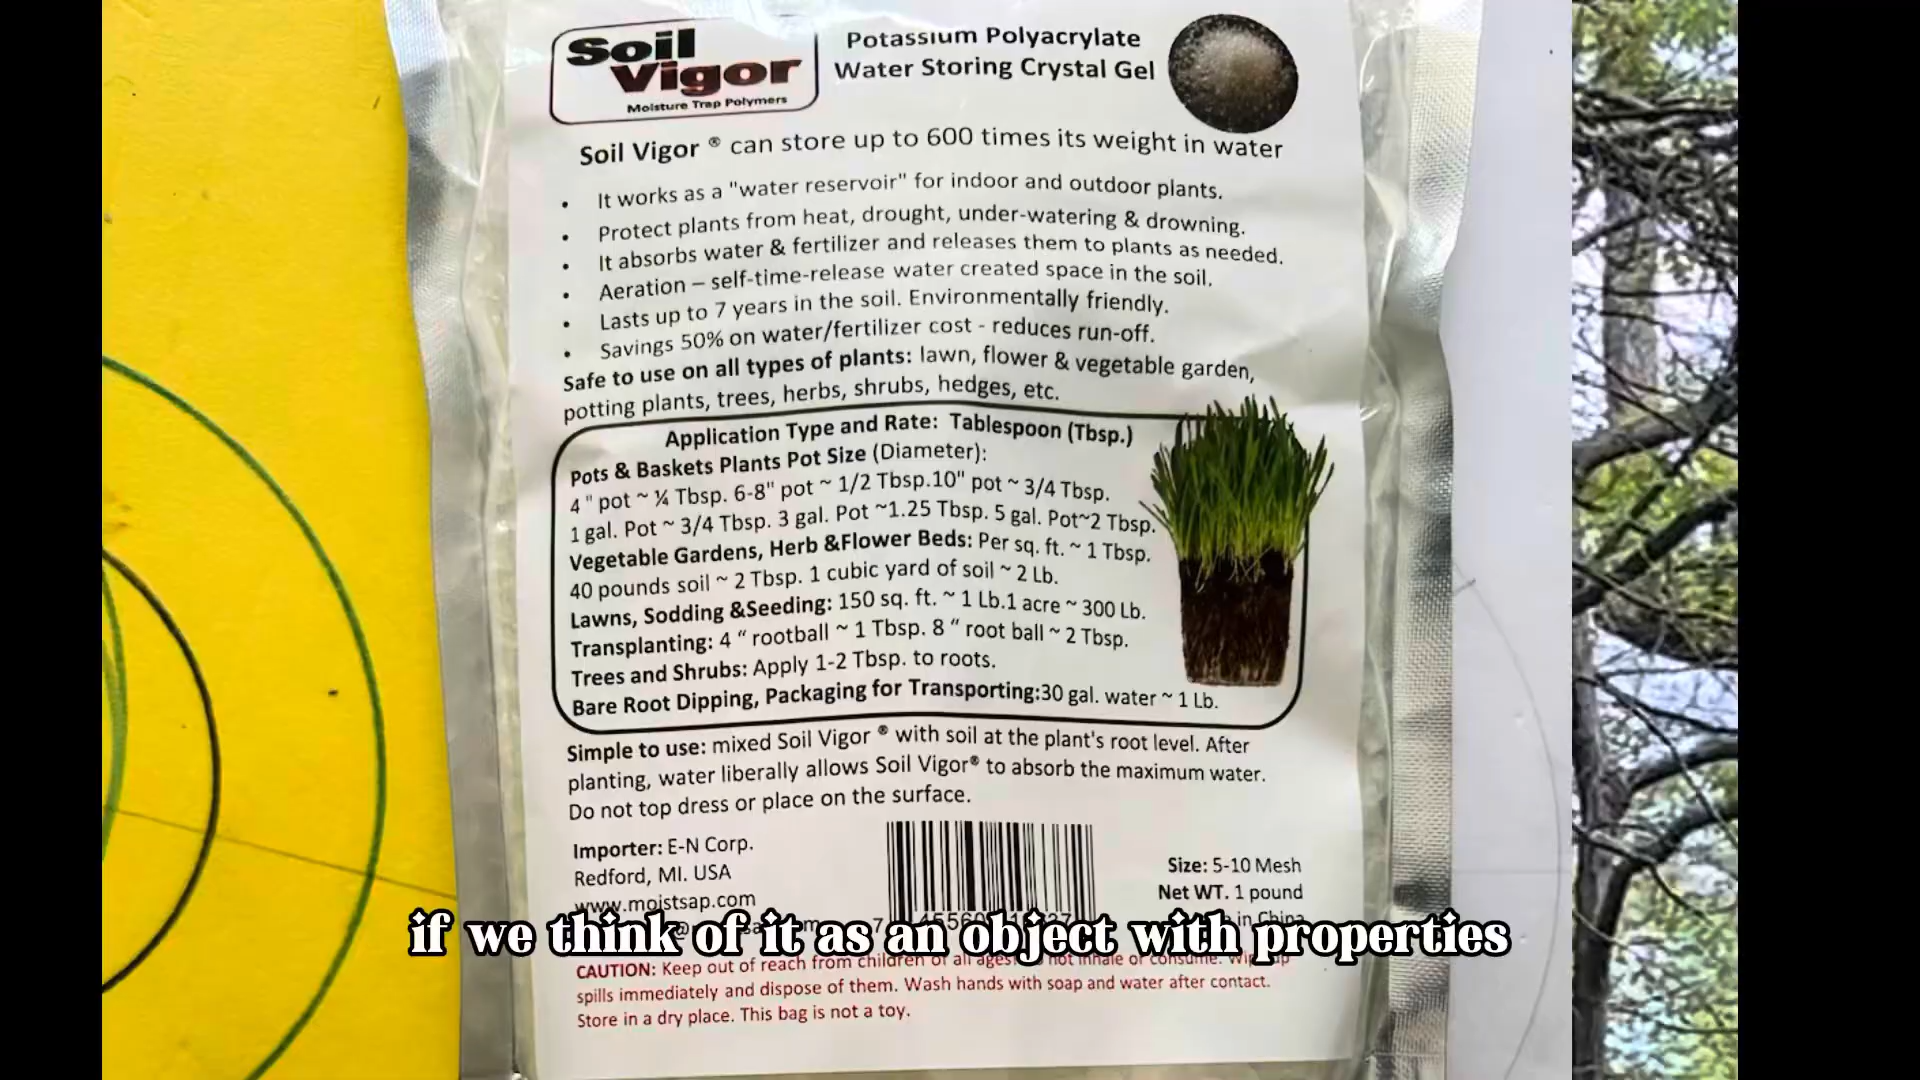 Soil
Vigor
Moisture Trap Polymers
Potassium Polyacrylate
Water Storing Crystal Gel
Soil Vigor ® can store up to 600 times its weight in water
• It works as a "water reservoir" for indoor and outdoor plants.
• Protect plants from heat, drought, under-watering & drowning.
• It absorbs water & fertilizer and releases them to plants as needed.
• Aeration – self-time-release water created space in the soil.
• Lasts up to 7 years in the soil. Environmentally friendly.
• Savings 50% on water/fertilizer cost - reduces run-off.
Safe to use on all types of plants: lawn, flower & vegetable garden,
potting plants, trees, herbs, shrubs, hedges, etc.
Application Type and Rate: Tablespoon (Tbsp.)
Pots & Baskets Plants Pot Size (Diameter):
4 " pot ~ ¼ Tbsp. 6-8" pot ~ 1/2 Tbsp.10" pot ~ 3/4 Tbsp.
1 gal. Pot ~ 3/4 Tbsp. 3 gal. Pot ~1.25 Tbsp. 5 gal. Pot~2 Tbsp.
Vegetable Gardens, Herb &Flower Beds: Per sq. ft. ~ 1 Tbsp.
40 pounds soil ~ 2 Tbsp. 1 cubic yard of soil ~ 2 Lb.
Lawns, Sodding &Seeding: 150 sq. ft. ~ 1 Lb.1 acre ~ 300 Lb.
Transplanting: 4 “ rootball ~ 1 Tbsp. 8 “ root ball ~ 2 Tbsp.
Trees and Shrubs: Apply 1-2 Tbsp. to roots.
Bare Root Dipping, Packaging for Transporting:30 gal. water ~ 1 Lb.
Simple to use: mixed Soil Vigor ® with soil at the plant's root level. After
planting, water liberally allows Soil Vigor® to absorb the maximum water.
Do not top dress or place on the surface.
Importer: E-N Corp.
Redford, MI. USA
www.moistsap.com
Size: 5-10 Mesh
Net WT. 1 pound
in China
if we think of it as an object with properties
CAUTION: Keep out of reach from children of all ages. not inhale or consume. Wipe up
spills immediately and dispose of them. Wash hands with soap and water after contact.
Store in a dry place. This bag is not a toy.